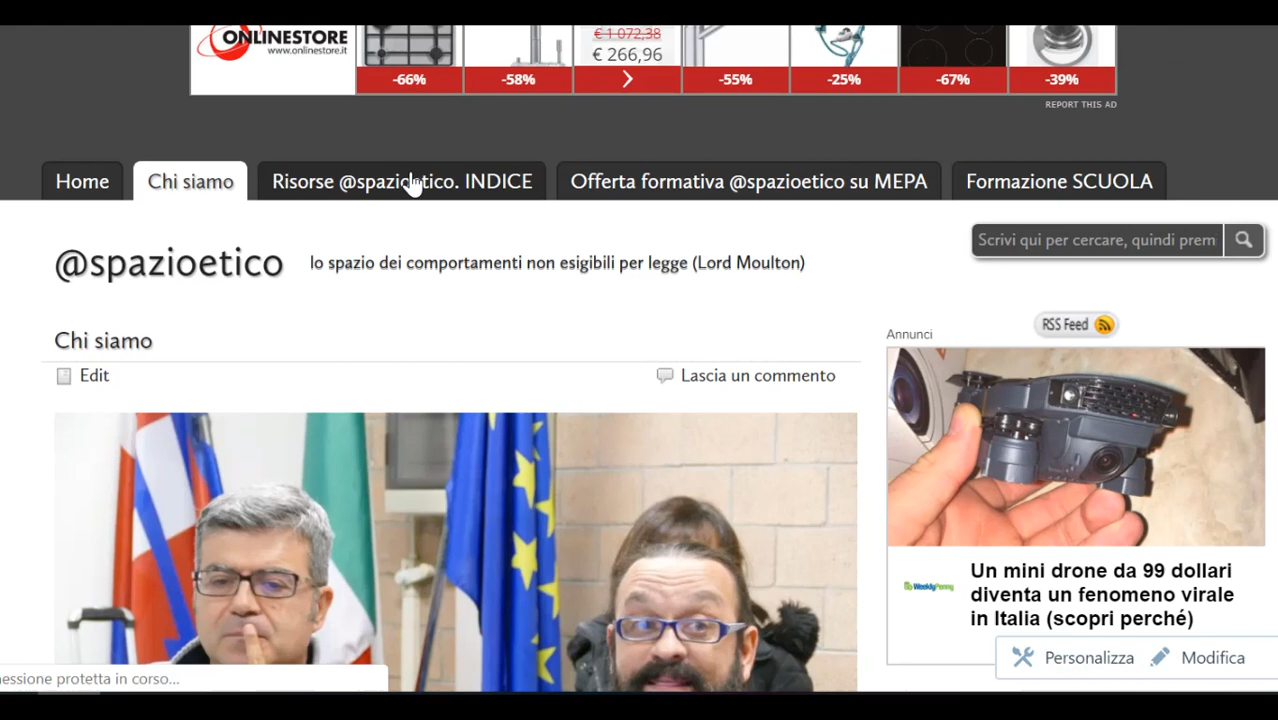 ONLINESTORE
www.onlinestore.it
€ 1 072,38
€ 266,96
-66%
-58%
-55%
-25%
-67%
-39%
REPORT THIS AD
Home
Chi siamo
Risorse @spazioetico. INDICE
Offerta formativa @spazioetico su MEPA
Formazione SCUOLA
Scrivi qui per cercare, quindi prem
@spazioetico
lo spazio dei comportamenti non esigibili per legge (Lord Moulton)
RSS Feed
Chi siamo
Annunci
Edit
Lascia un commento
WeeklyPenny
Un mini drone da 99 dollari
diventa un fenomeno virale
in Italia (scopri perché)
Personalizza
Modifica
nessione protetta in corso...